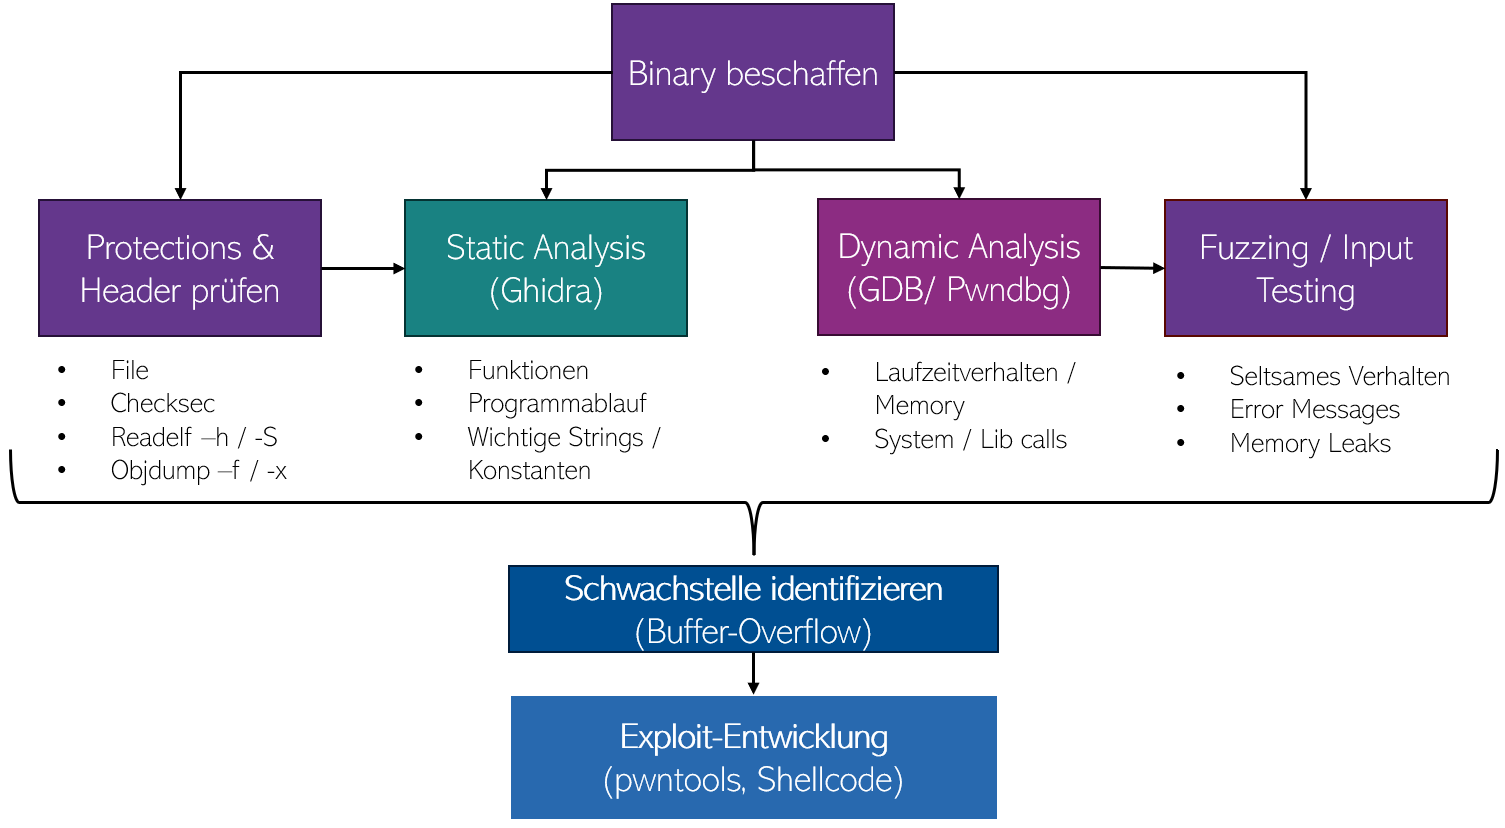 Binary beschaffen
Protections &
Header prüfen
Static Analysis
(Ghidra)
Dynamic Analysis
(GDB/ Pwndbg)
Fuzzing / Input
Testing
• File
• Checksec
• Readelf –h / -S
• Objdump –f / -x
• Funktionen
• Programmablauf
• Wichtige Strings /
Konstanten
• Laufzeitverhalten /
Memory
• System / Lib calls
• Seltsames Verhalten
• Error Messages
• Memory Leaks
Schwachstelle identifizieren
(Buffer-Overflow)
Exploit-Entwicklung
(pwntools, Shellcode)